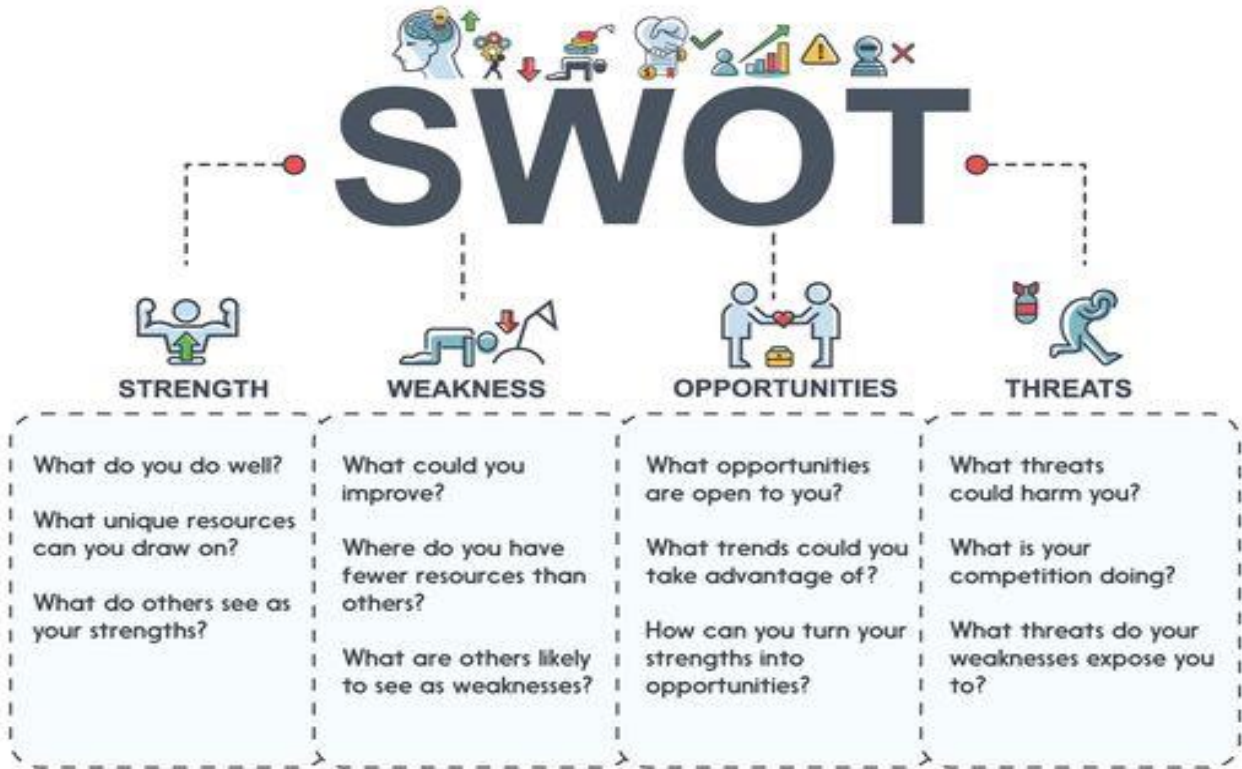 SWOT
STRENGTH
What do you do well?
What unique resources
can you draw on?
What do others see as
your strengths?
WEAKNESS
What could you
improve?
Where do you have
fewer resources than
others?
What are others likely
to see as weaknesses?
OPPORTUNITIES
What opportunities
are open to you?
What trends could you
take advantage of?
How can you turn your
strengths into
opportunities?
THREATS
What threats
could harm you?
What is your
competition doing?
What threats do your
weaknesses expose you
to?